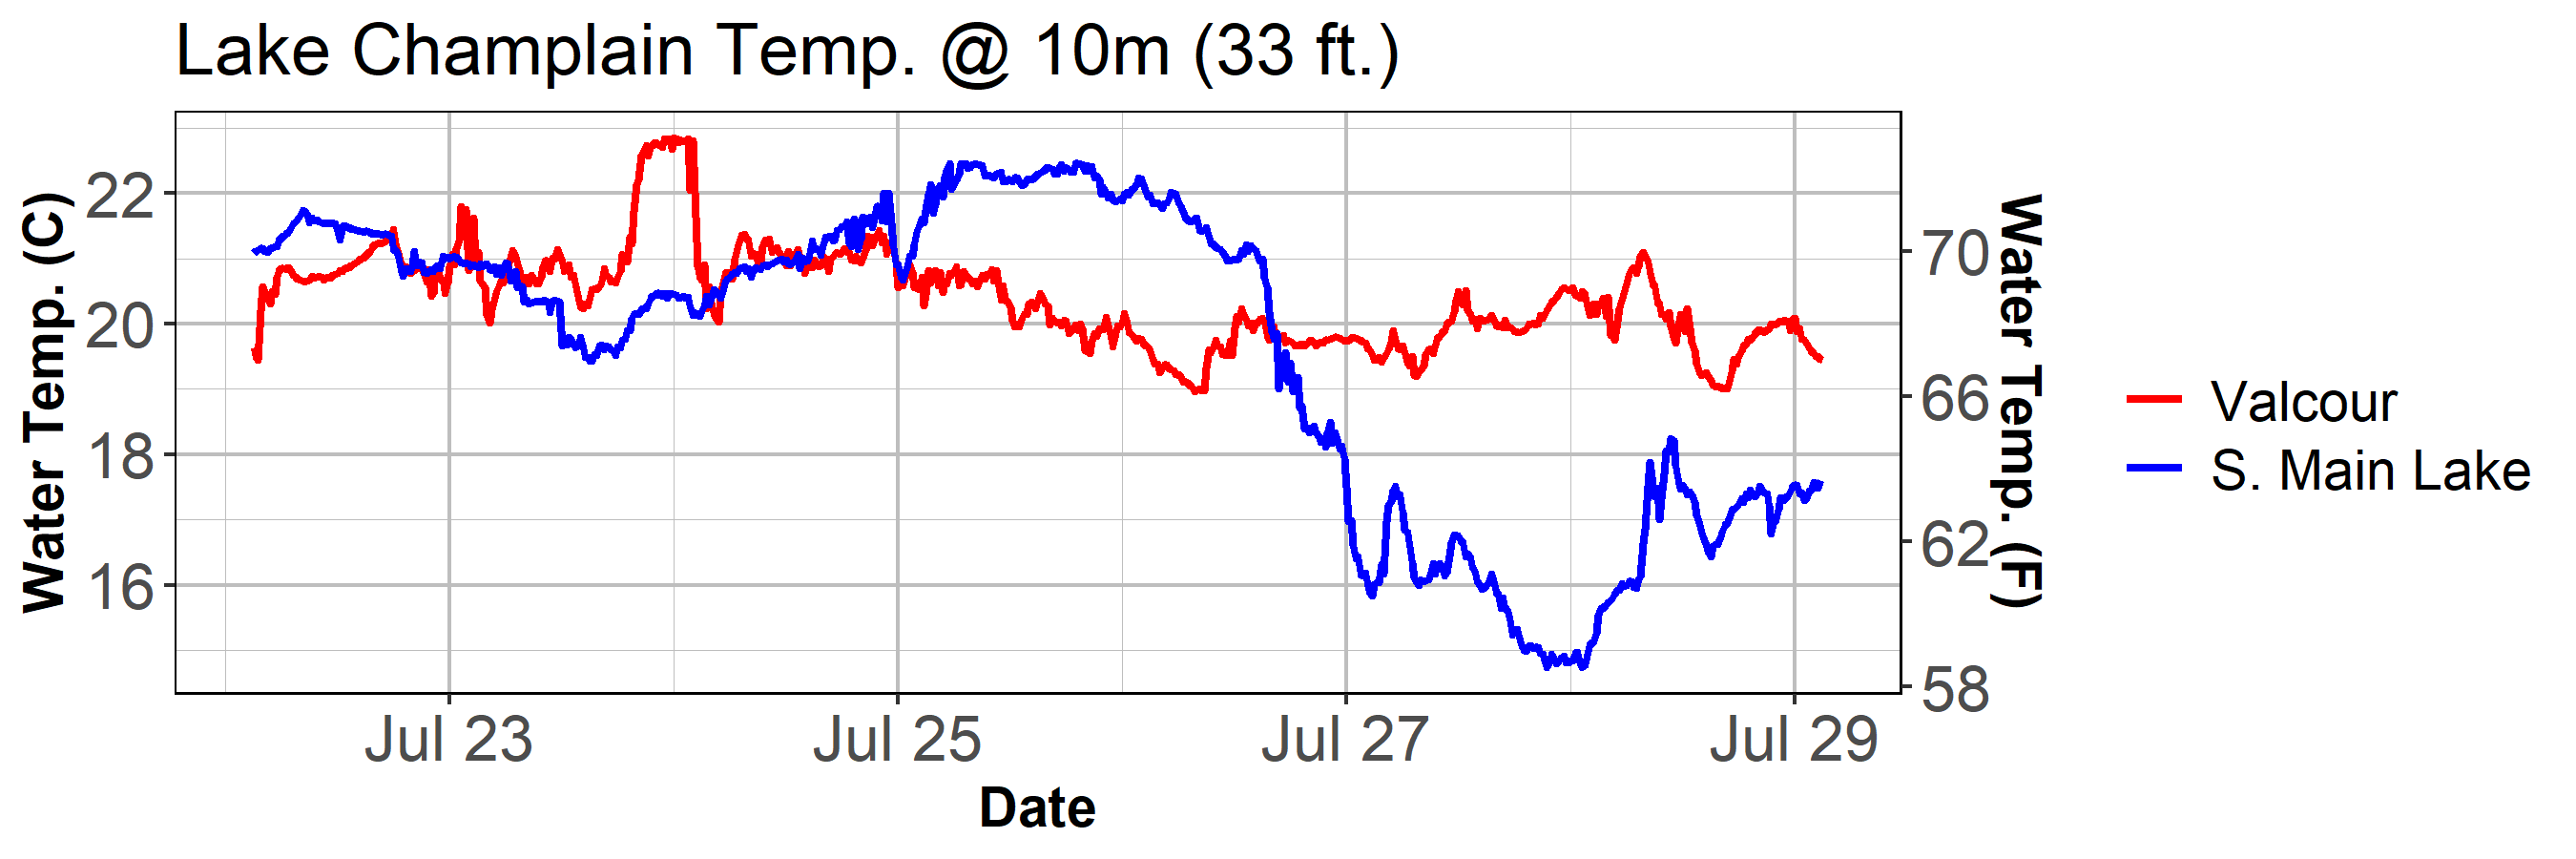 Lake Champlain Temp. @ 10m (33 ft.)
Water Temp. (C)
22
20
18
16
70
66
62
58
Water Temp. (F)
Jul 23
Jul 25
Jul 27
Jul 29
Date
Valcour
S. Main Lake